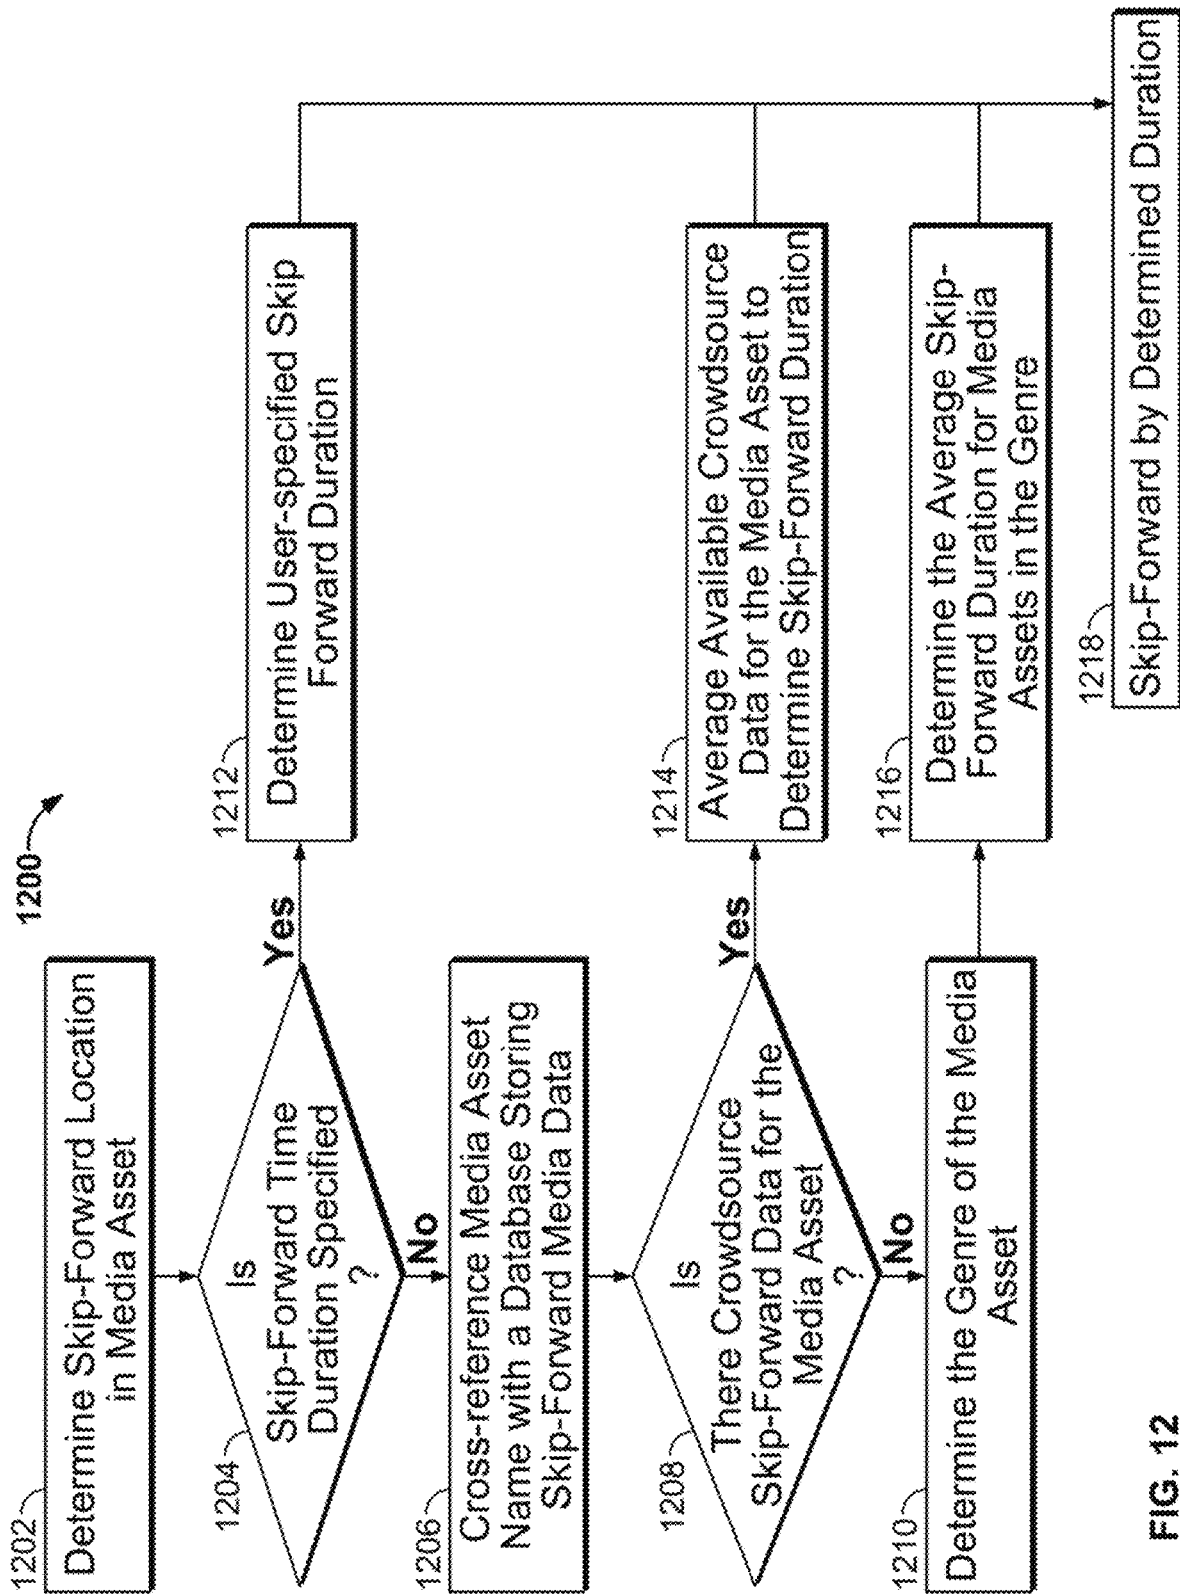 1200
1202
Determine Skip-Forward Location
in Media Asset
1204
Is
Skip-Forward Time
Duration Specified
?
Yes
No
1212
Determine User-specified Skip
Forward Duration
1206
Cross-reference Media Asset
Name with a Database Storing
Skip-Forward Media Data
1208
Is
There Crowdsource
Skip-Forward Data for the
Media Asset
?
Yes
No
1214
Average Available Crowdsource
Data for the Media Asset to
Determine Skip-Forward Duration
1210
Determine the Genre of the Media
Asset
1216
Determine the Average Skip-
Forward Duration for Media
Assets in the Genre
1218
Skip-Forward by Determined Duration
FIG. 12